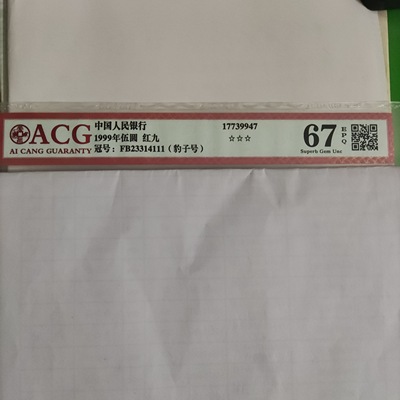 ACG
AI CANG GUARANTY
中国人民银行
1999年伍圆 红九
冠号：FB23314111（豹子号）
17739947
☆☆☆
67
EPQ
Superb Gem Unc